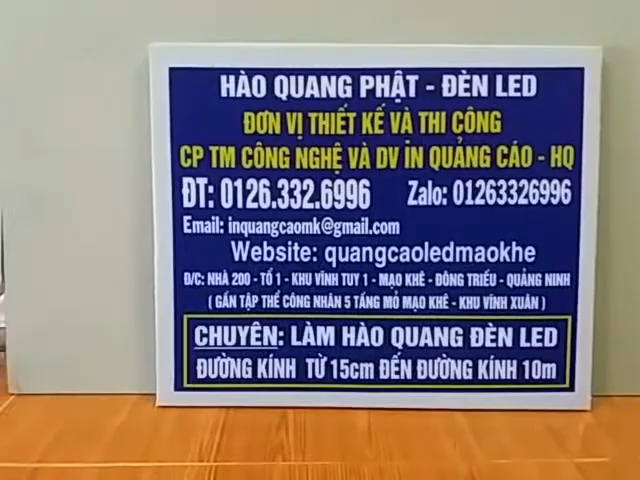 HÀO QUANG PHẬT - ĐÈN LED
ĐƠN VỊ THIẾT KẾ VÀ THI CÔNG
CP TM CÔNG NGHỆ VÀ DV IN QUẢNG CÁO - HQ
ĐT: 0126.332.6996 Zalo: 01263326996
Email: inquangcaomk@gmail.com
Website: quangcaoledmaokhe
Đ/C: NHÀ 200 - TỔ 1 - KHU VĨNH TUY 1 - MẠO KHÊ - ĐÔNG TRIỀU - QUẢNG NINH
( GẦN TẬP THỂ CÔNG NHÂN 5 TẦNG MỎ MẠO KHÊ - KHU VĨNH XUÂN )
CHUYÊN: LÀM HÀO QUANG ĐÈN LED
ĐƯỜNG KÍNH TỪ 15cm ĐẾN ĐƯỜNG KÍNH 10m